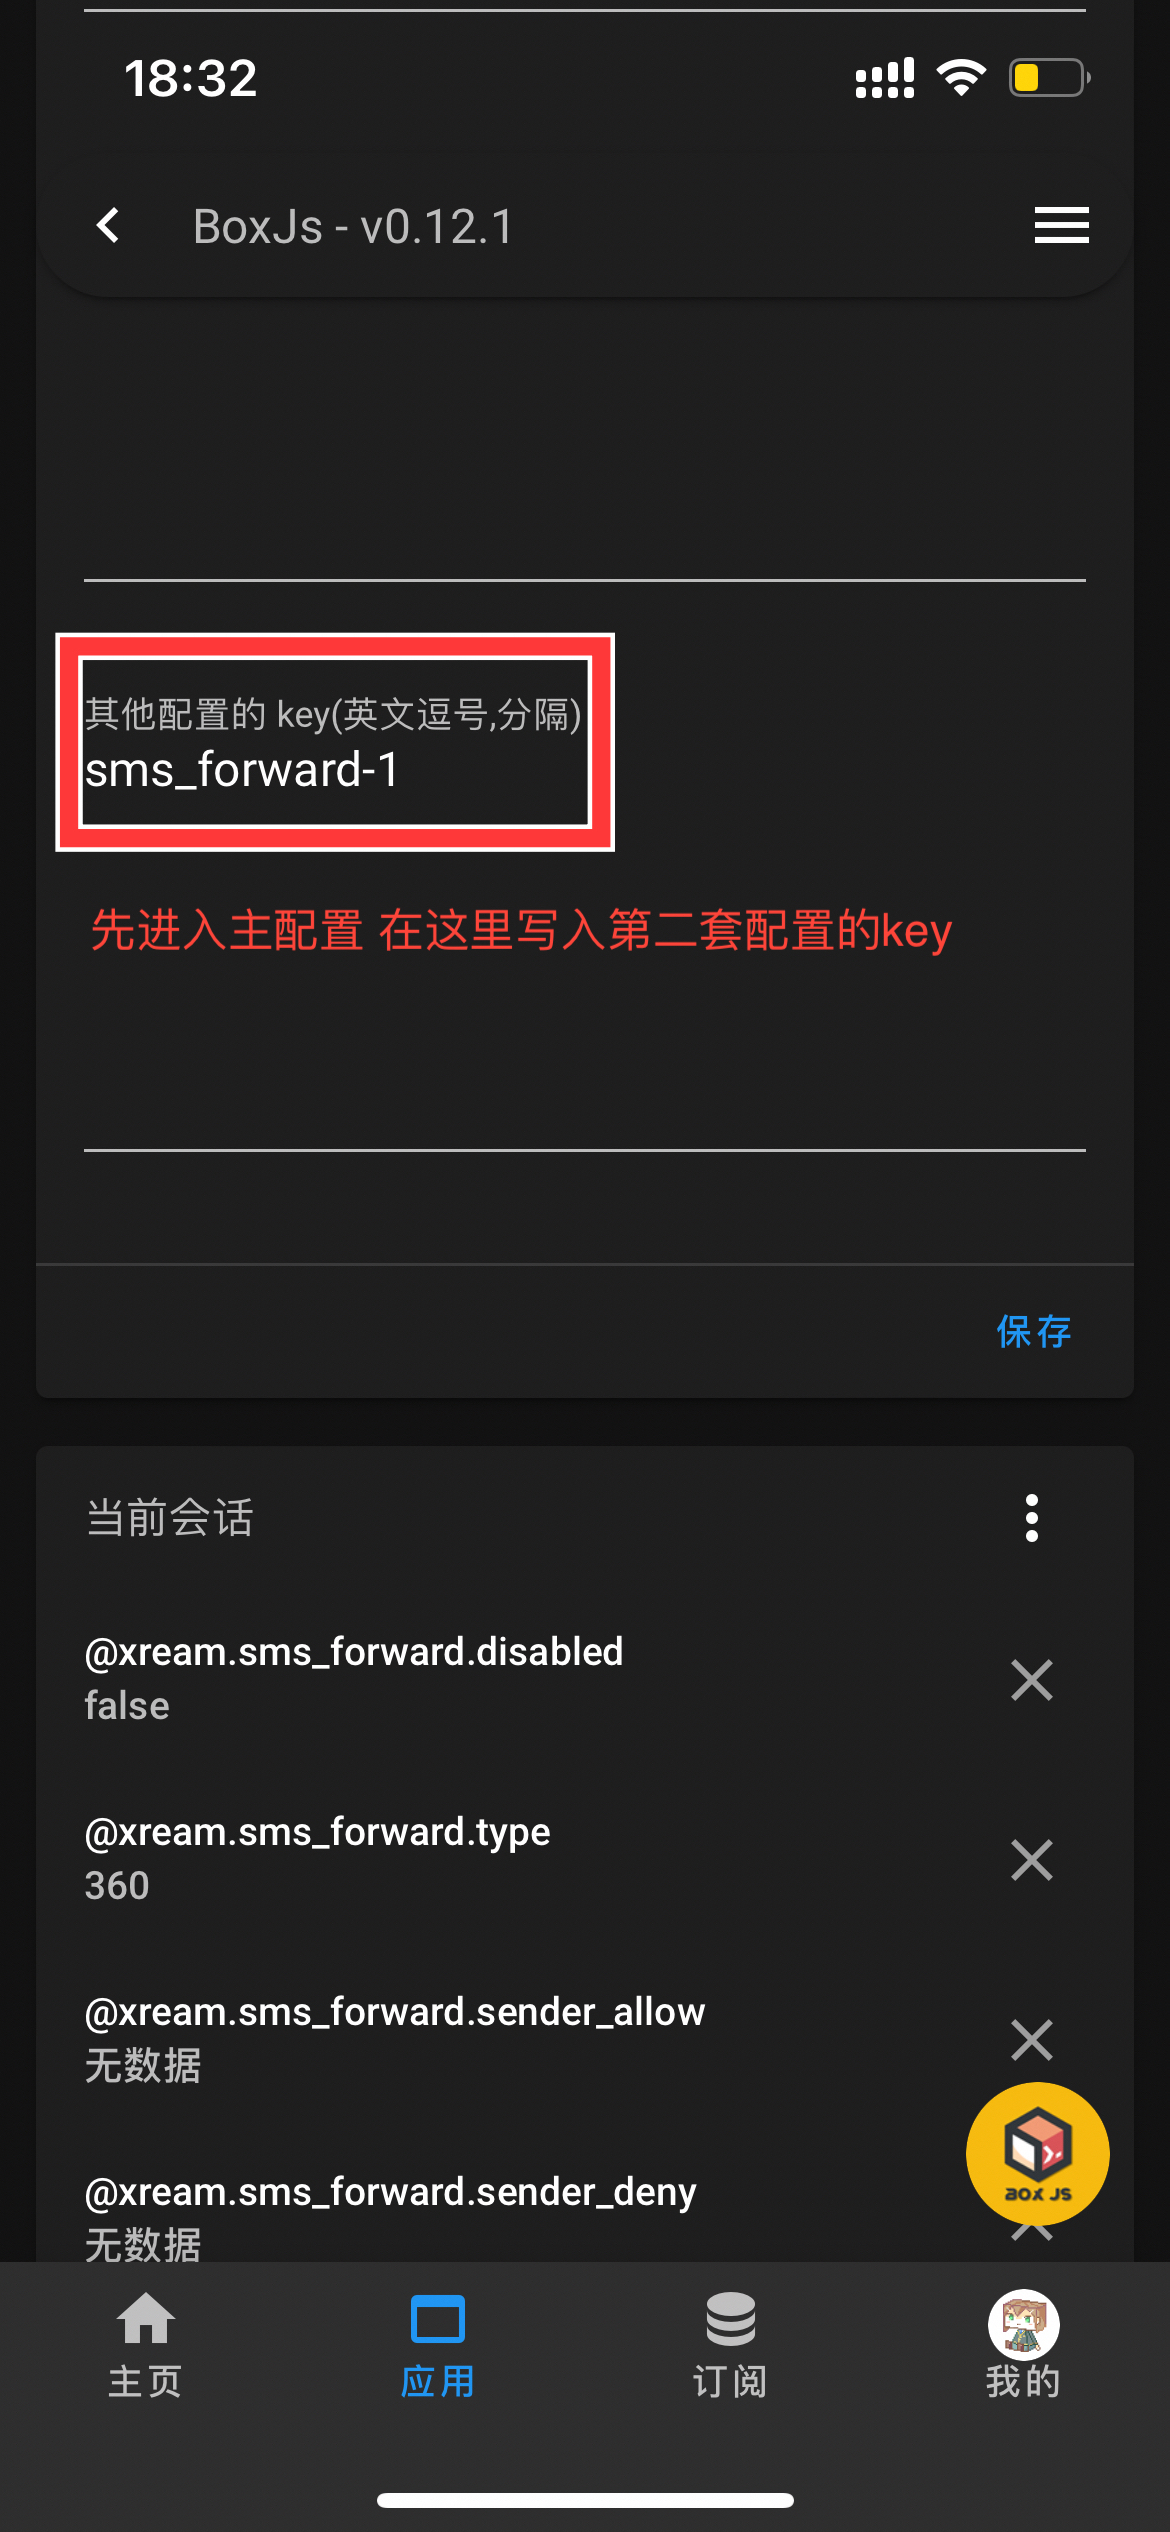 18:32
BoxJs - v0.12.1
其他配置的 key(英文逗号,分隔)
sms_forward-1
先进入主配置 在这里写入第二套配置的key
保存
当前会话
@xream.sms_forward.disabled
false
@xream.sms_forward.type
360
@xream.sms_forward.sender_allow
无数据
BOX JS
@xream.sms_forward.sender_deny
无数据
主页
应用
订阅
我的